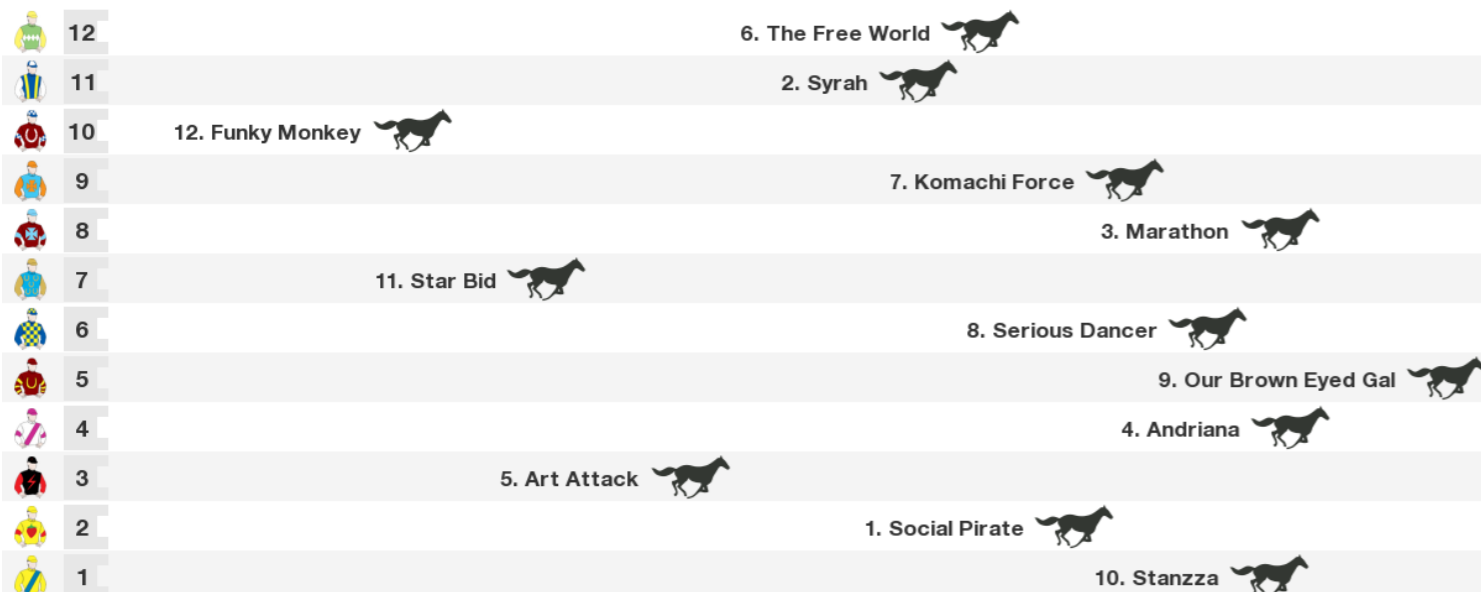 12 6. The Free World
11 2. Syrah
10 12. Funky Monkey
9 7. Komachi Force
8 3. Marathon
7 11. Star Bid
6 8. Serious Dancer
5 9. Our Brown Eyed Gal
4 4. Andriana
3 5. Art Attack
2 1. Social Pirate
1 10. Stanzza